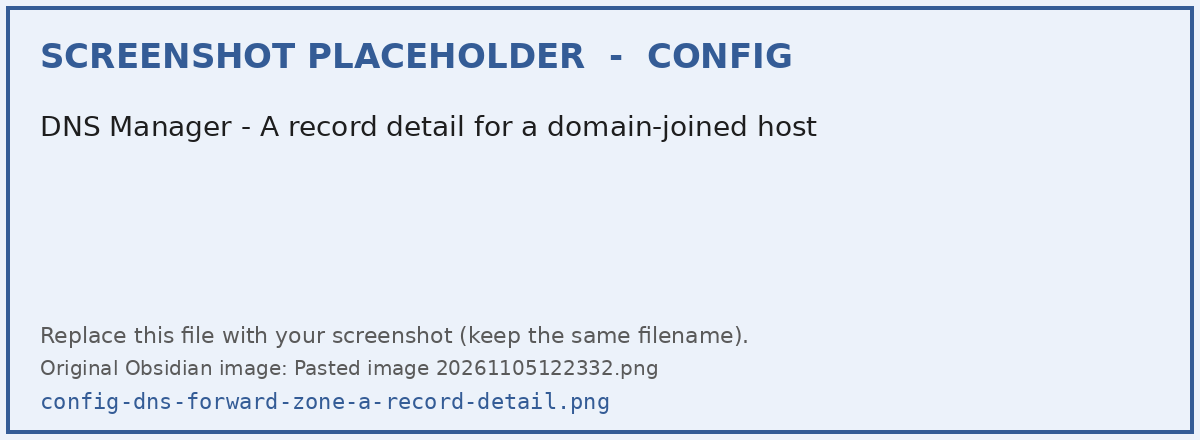 SCREENSHOT PLACEHOLDER - CONFIG
DNS Manager - A record detail for a domain-joined host
Replace this file with your screenshot (keep the same filename).
Original Obsidian image: Pasted image 20261105122332.png
config-dns-forward-zone-a-record-detail.png